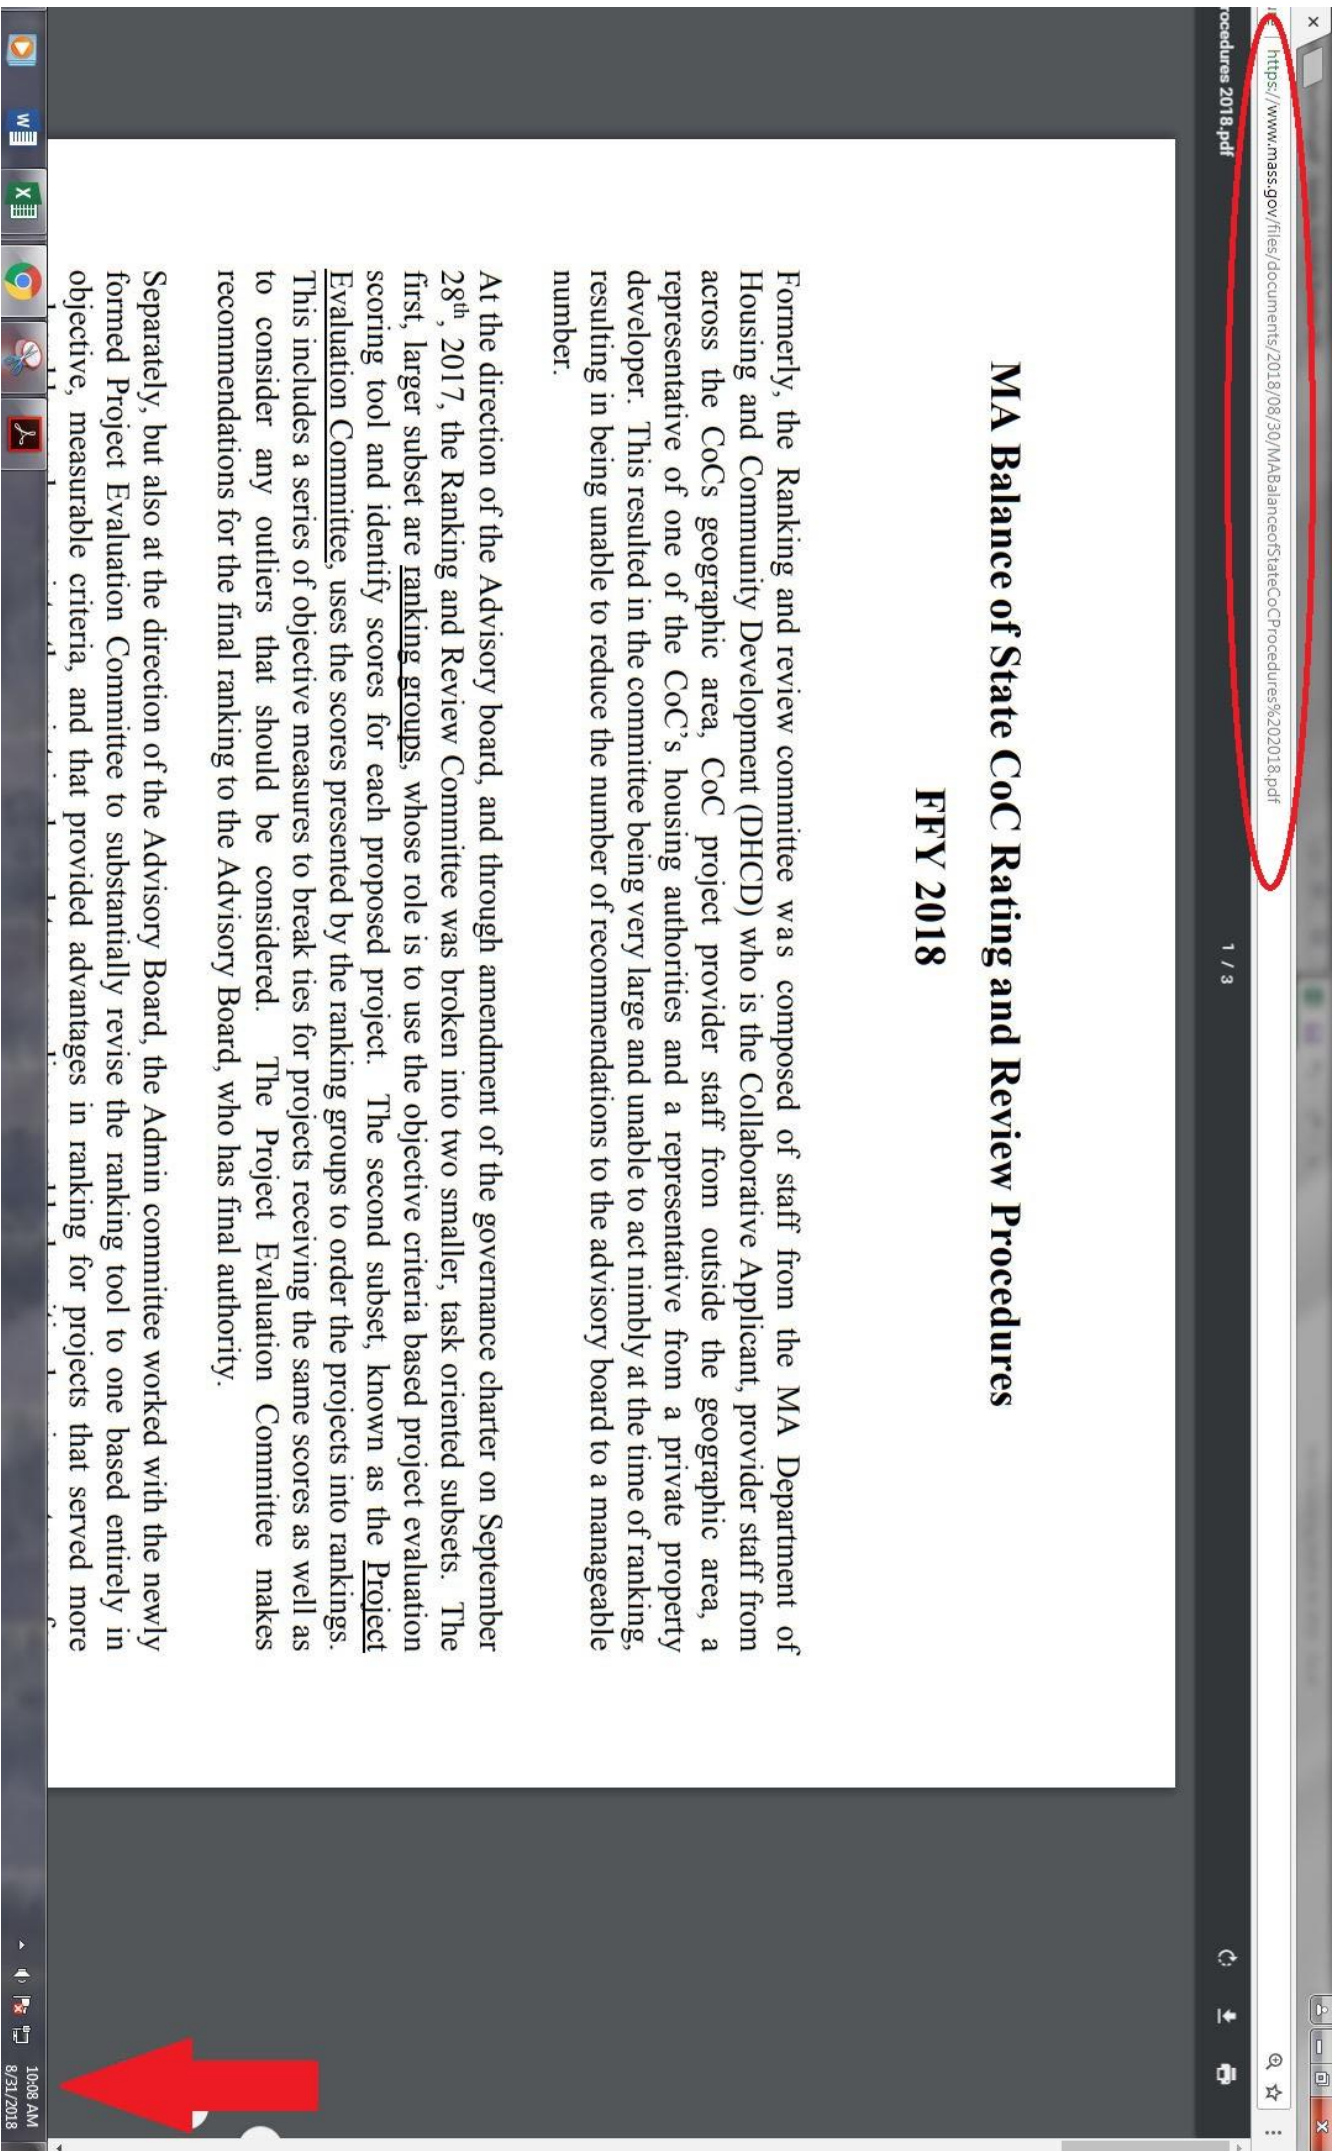 https://www.mass.gov/files/documents/2018/08/30/MABalanceofStateCoCProcedures%202018.pdf
rocedures 2018.pdf
1 / 3
MA Balance of State CoC Rating and Review Procedures
FFY 2018
Formerly, the Ranking and review committee was composed of staff from the MA Department of
Housing and Community Development (DHCD) who is the Collaborative Applicant, provider staff from
across the CoCs geographic area, CoC project provider staff from outside the geographic area, a
representative of one of the CoC's housing authorities and a representative from a private property
developer. This resulted in the committee being very large and unable to act nimbly at the time of ranking,
resulting in being unable to reduce the number of recommendations to the advisory board to a manageable
number.
At the direction of the Advisory board, and through amendment of the governance charter on September
28th, 2017, the Ranking and Review Committee was broken into two smaller, task oriented subsets. The
first, larger subset are ranking groups, whose role is to use the objective criteria based project evaluation
scoring tool and identify scores for each proposed project. The second subset, known as the Project
Evaluation Committee, uses the scores presented by the ranking groups to order the projects into rankings.
This includes a series of objective measures to break ties for projects receiving the same scores as well as
to consider any outliers that should be considered. The Project Evaluation Committee makes
recommendations for the final ranking to the Advisory Board, who has final authority.
Separately, but also at the direction of the Advisory Board, the Admin committee worked with the newly
formed Project Evaluation Committee to substantially revise the ranking tool to one based entirely in
objective, measurable criteria, and that provided advantages in ranking for projects that served more
10:08 AM
8/31/2018